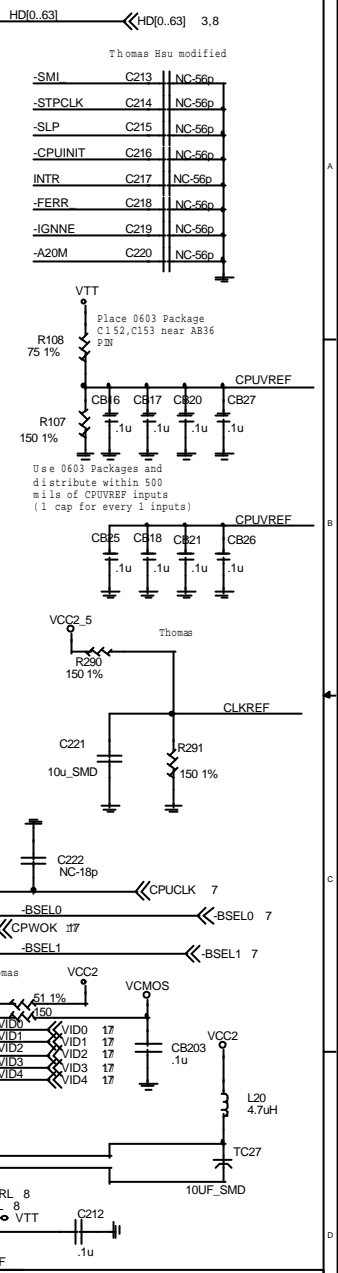 HD[0..63] HD[0..63] 3,8
Thomas Hsu modified
-SMI_ C213 NC-56p
-STPCLK C214 NC-56p
-SLP C215 NC-56p
-CPUINIT C216 NC-56p
A
INTR C217 NC-56p
-FERR_ C218 NC-56p
-IGNNE C219 NC-56p
-A20M C220 NC-56p
VTT
Place 0603 Package
C152,C153 near AB36
PIN
R108
75 1%
CPUVREF
CB16 CB17 CB20 CB27
R107
150 1%
.1u .1u .1u .1u
Use 0603 Packages and
distribute within 500
mils of CPUVREF inputs
(1 cap for every 1 inputs)
CPUVREF
B
CB25 CB18 CB21 CB26
.1u .1u .1u .1u
VCC2_5
Thomas
R290
150 1%
CLKREF
C221
10u_SMD
R291
150 1%
C222
NC-18p
C
CPUCLK 7
-BSEL0 -BSEL0 7
CPWOK 17
-BSEL1 -BSEL1 7
mas VCC2 VCMOS
51 1%
150
VID0 VID0 17
VID1 VID1 17
VID2 VID2 17
VID3 VID3 17
VID4 VID4 17
CB203
.1u
VCC2
L20
4.7uH
TC27
10UF_SMD
RL 8
L 8
VTT
C212
.1u
D
F